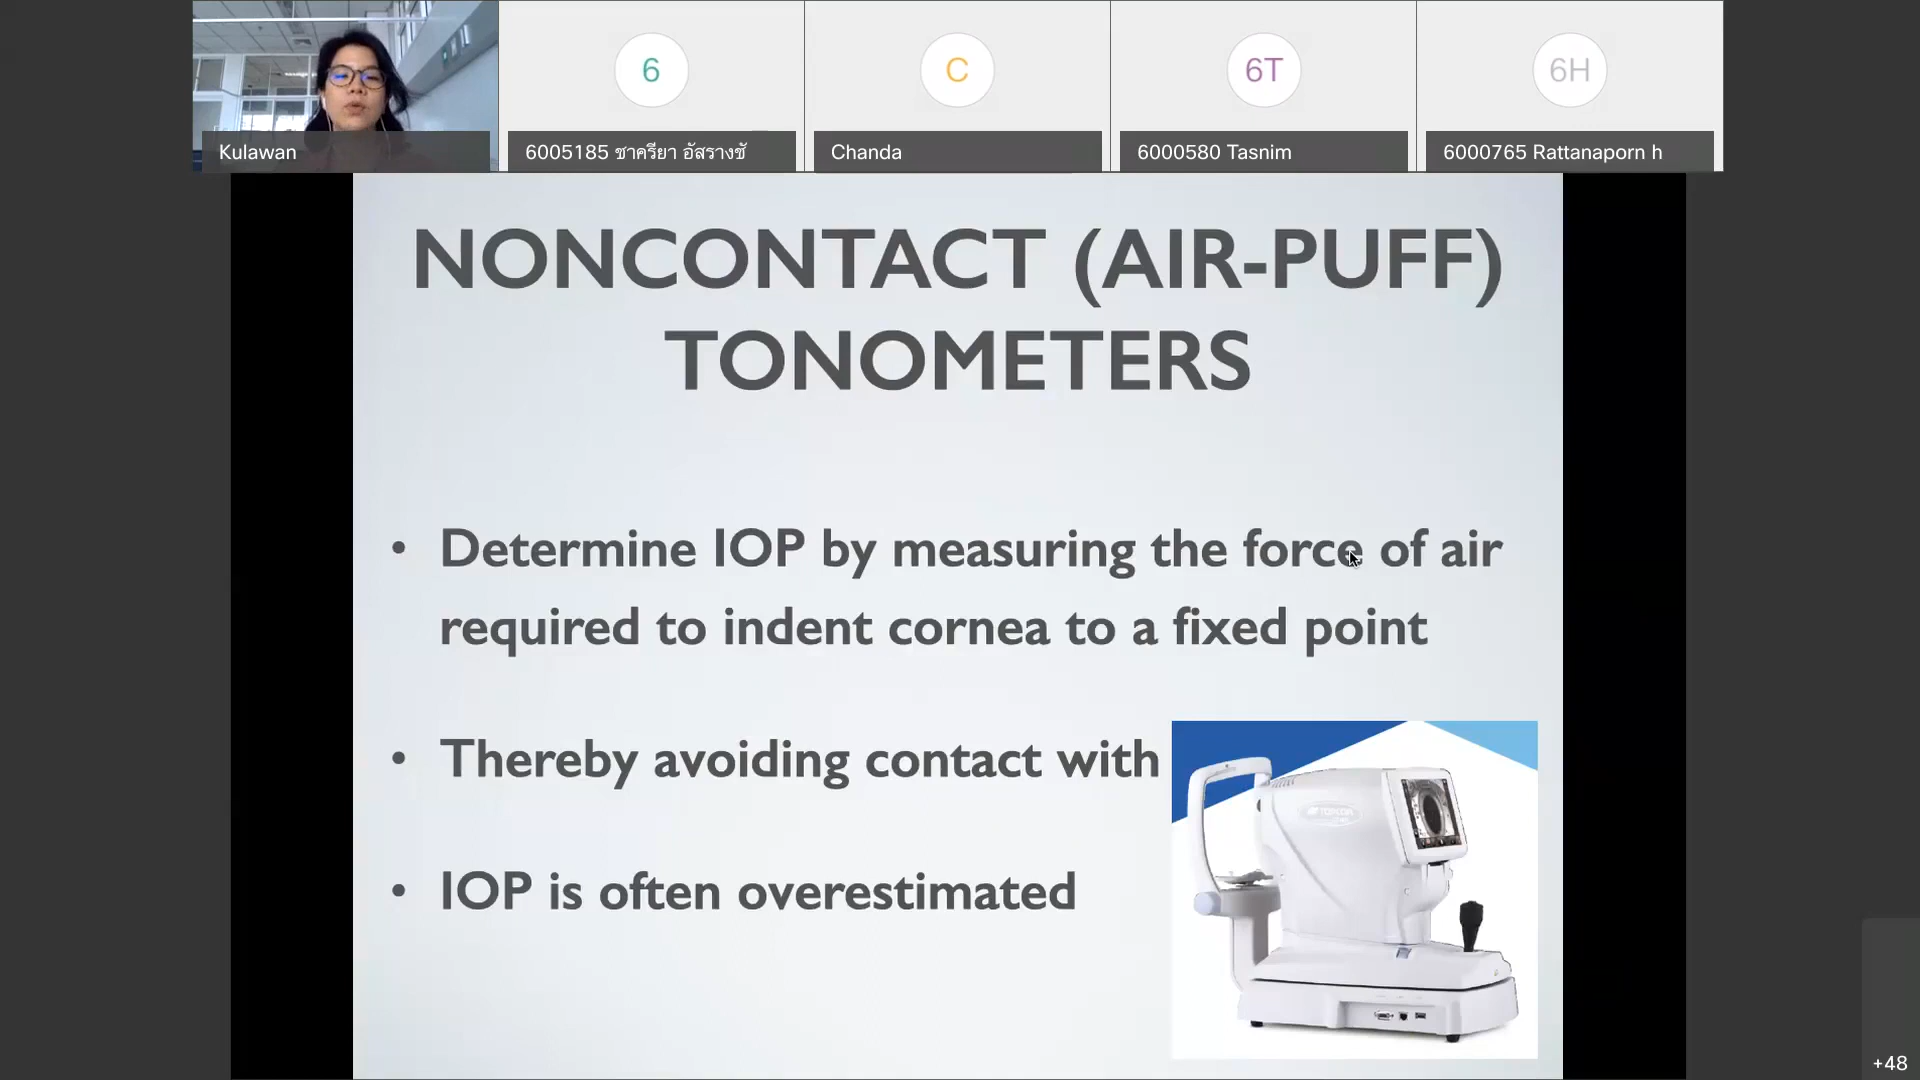 6
C
6T
6H
Kulawan
6005185 ซาครียา อัสรางชั
Chanda
6000580 Tasnim
6000765 Rattanaporn h
NONCONTACT (AIR-PUFF)
TONOMETERS
• Determine IOP by measuring the force of air
required to indent cornea to a fixed point
• Thereby avoiding contact with
• IOP is often overestimated
TOPCON
+48